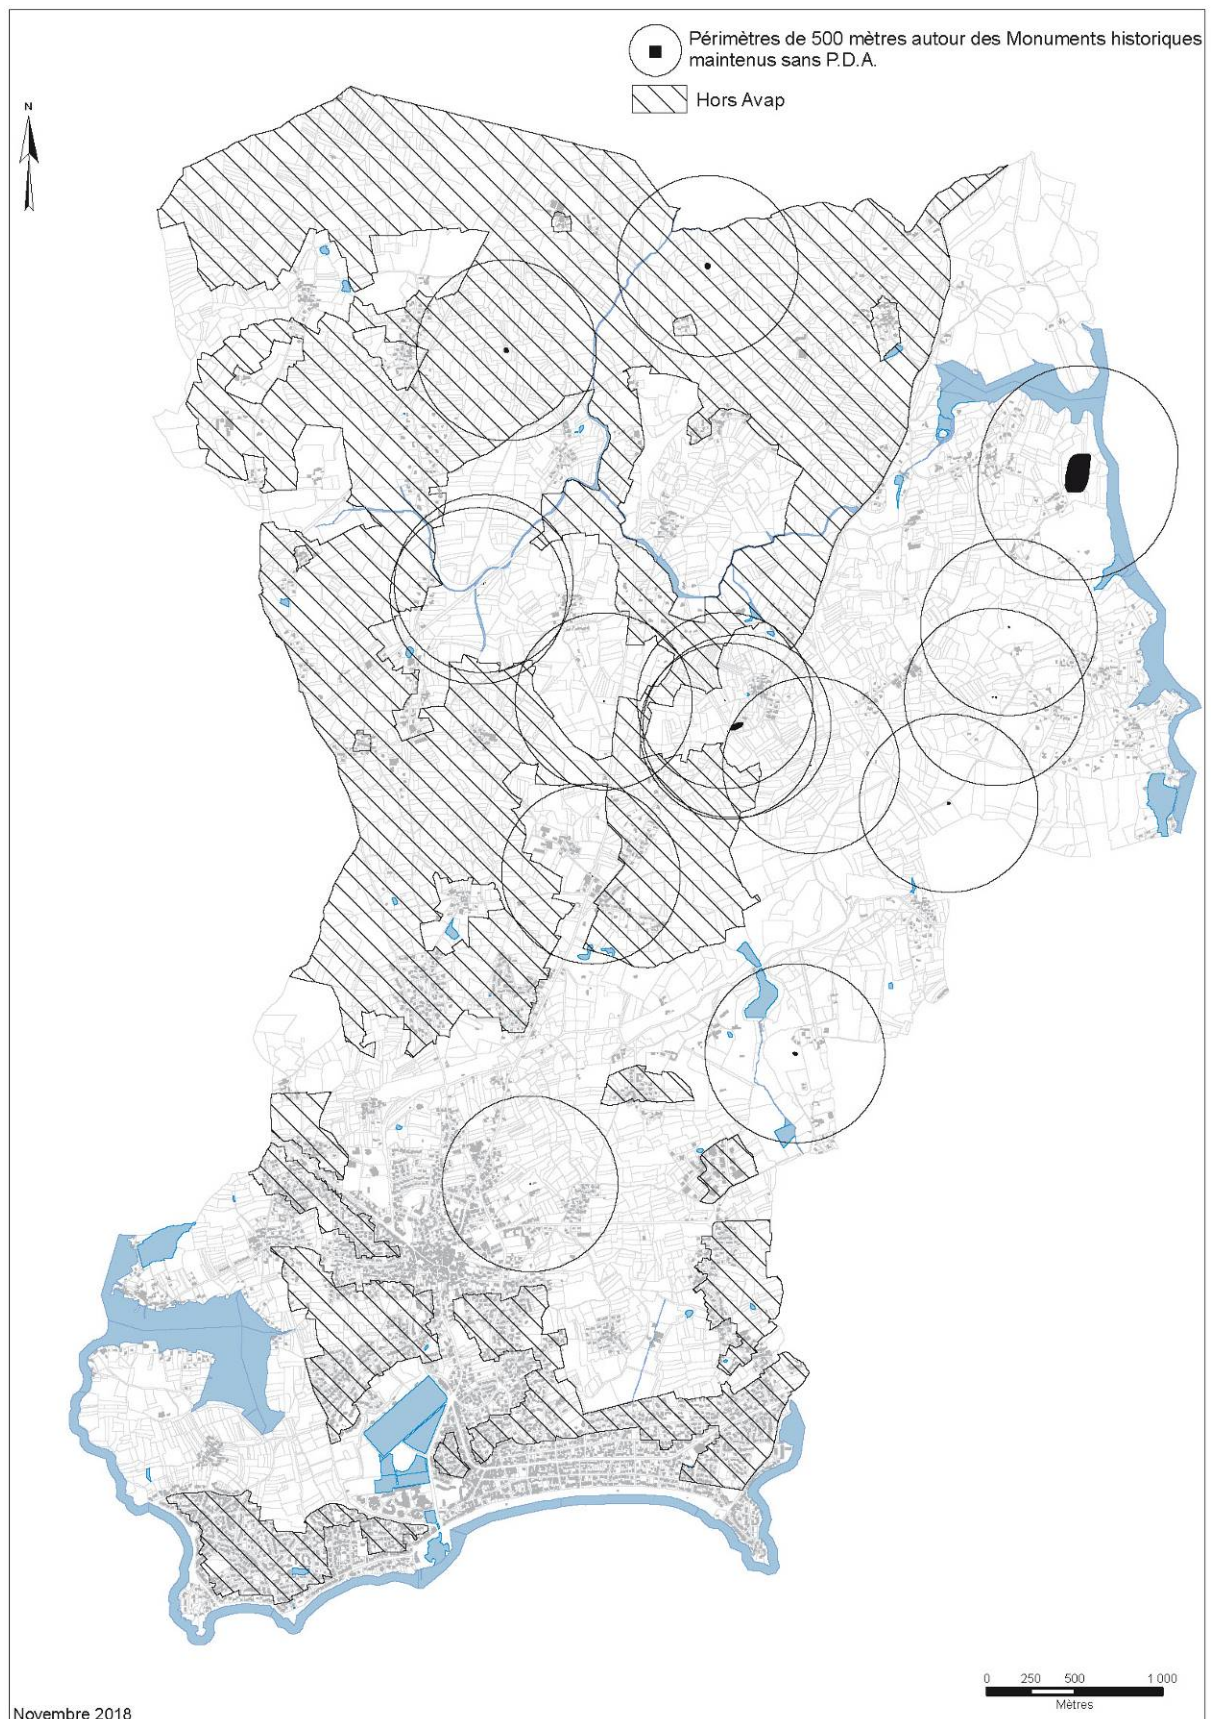 Périmètres de 500 mètres autour des Monuments historiques
maintenus sans P.D.A.
Hors Avap
N
0 250 500 1 000
Mètres
Novembre 2018